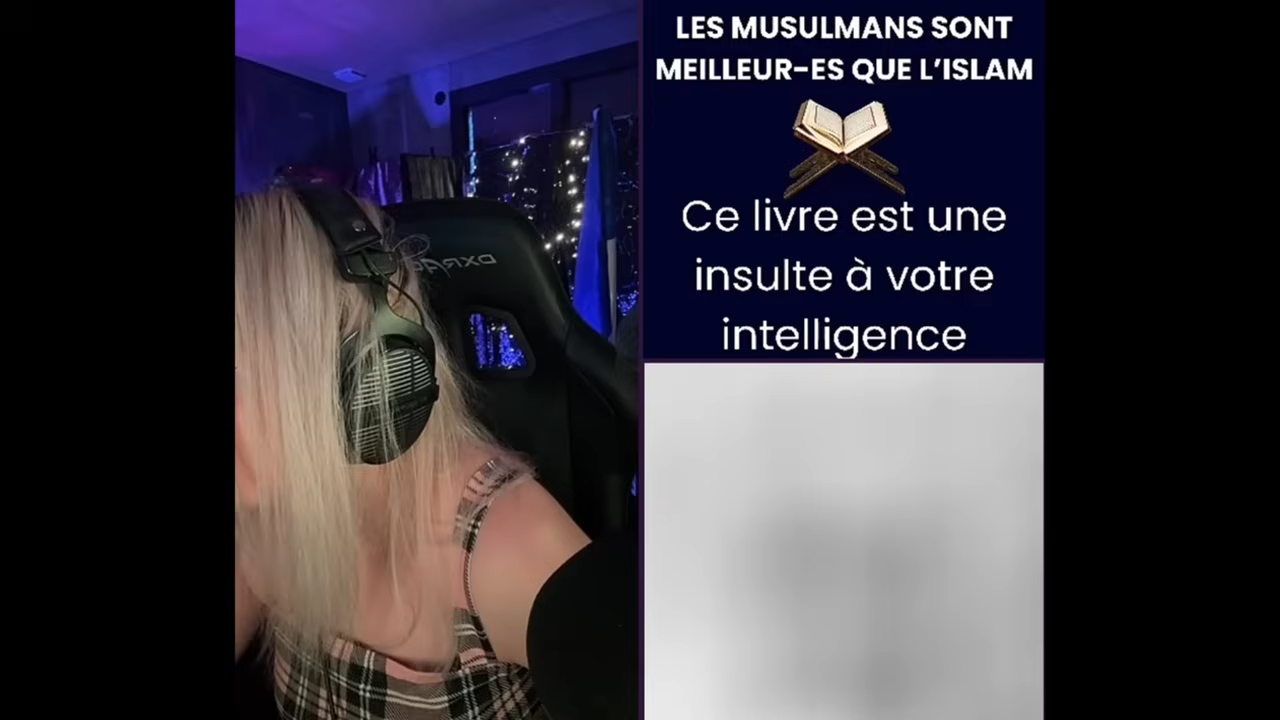 LES MUSULMANS SONT
MEILLEUR-ES QUE L'ISLAM
Ce livre est une
insulte à votre
intelligence